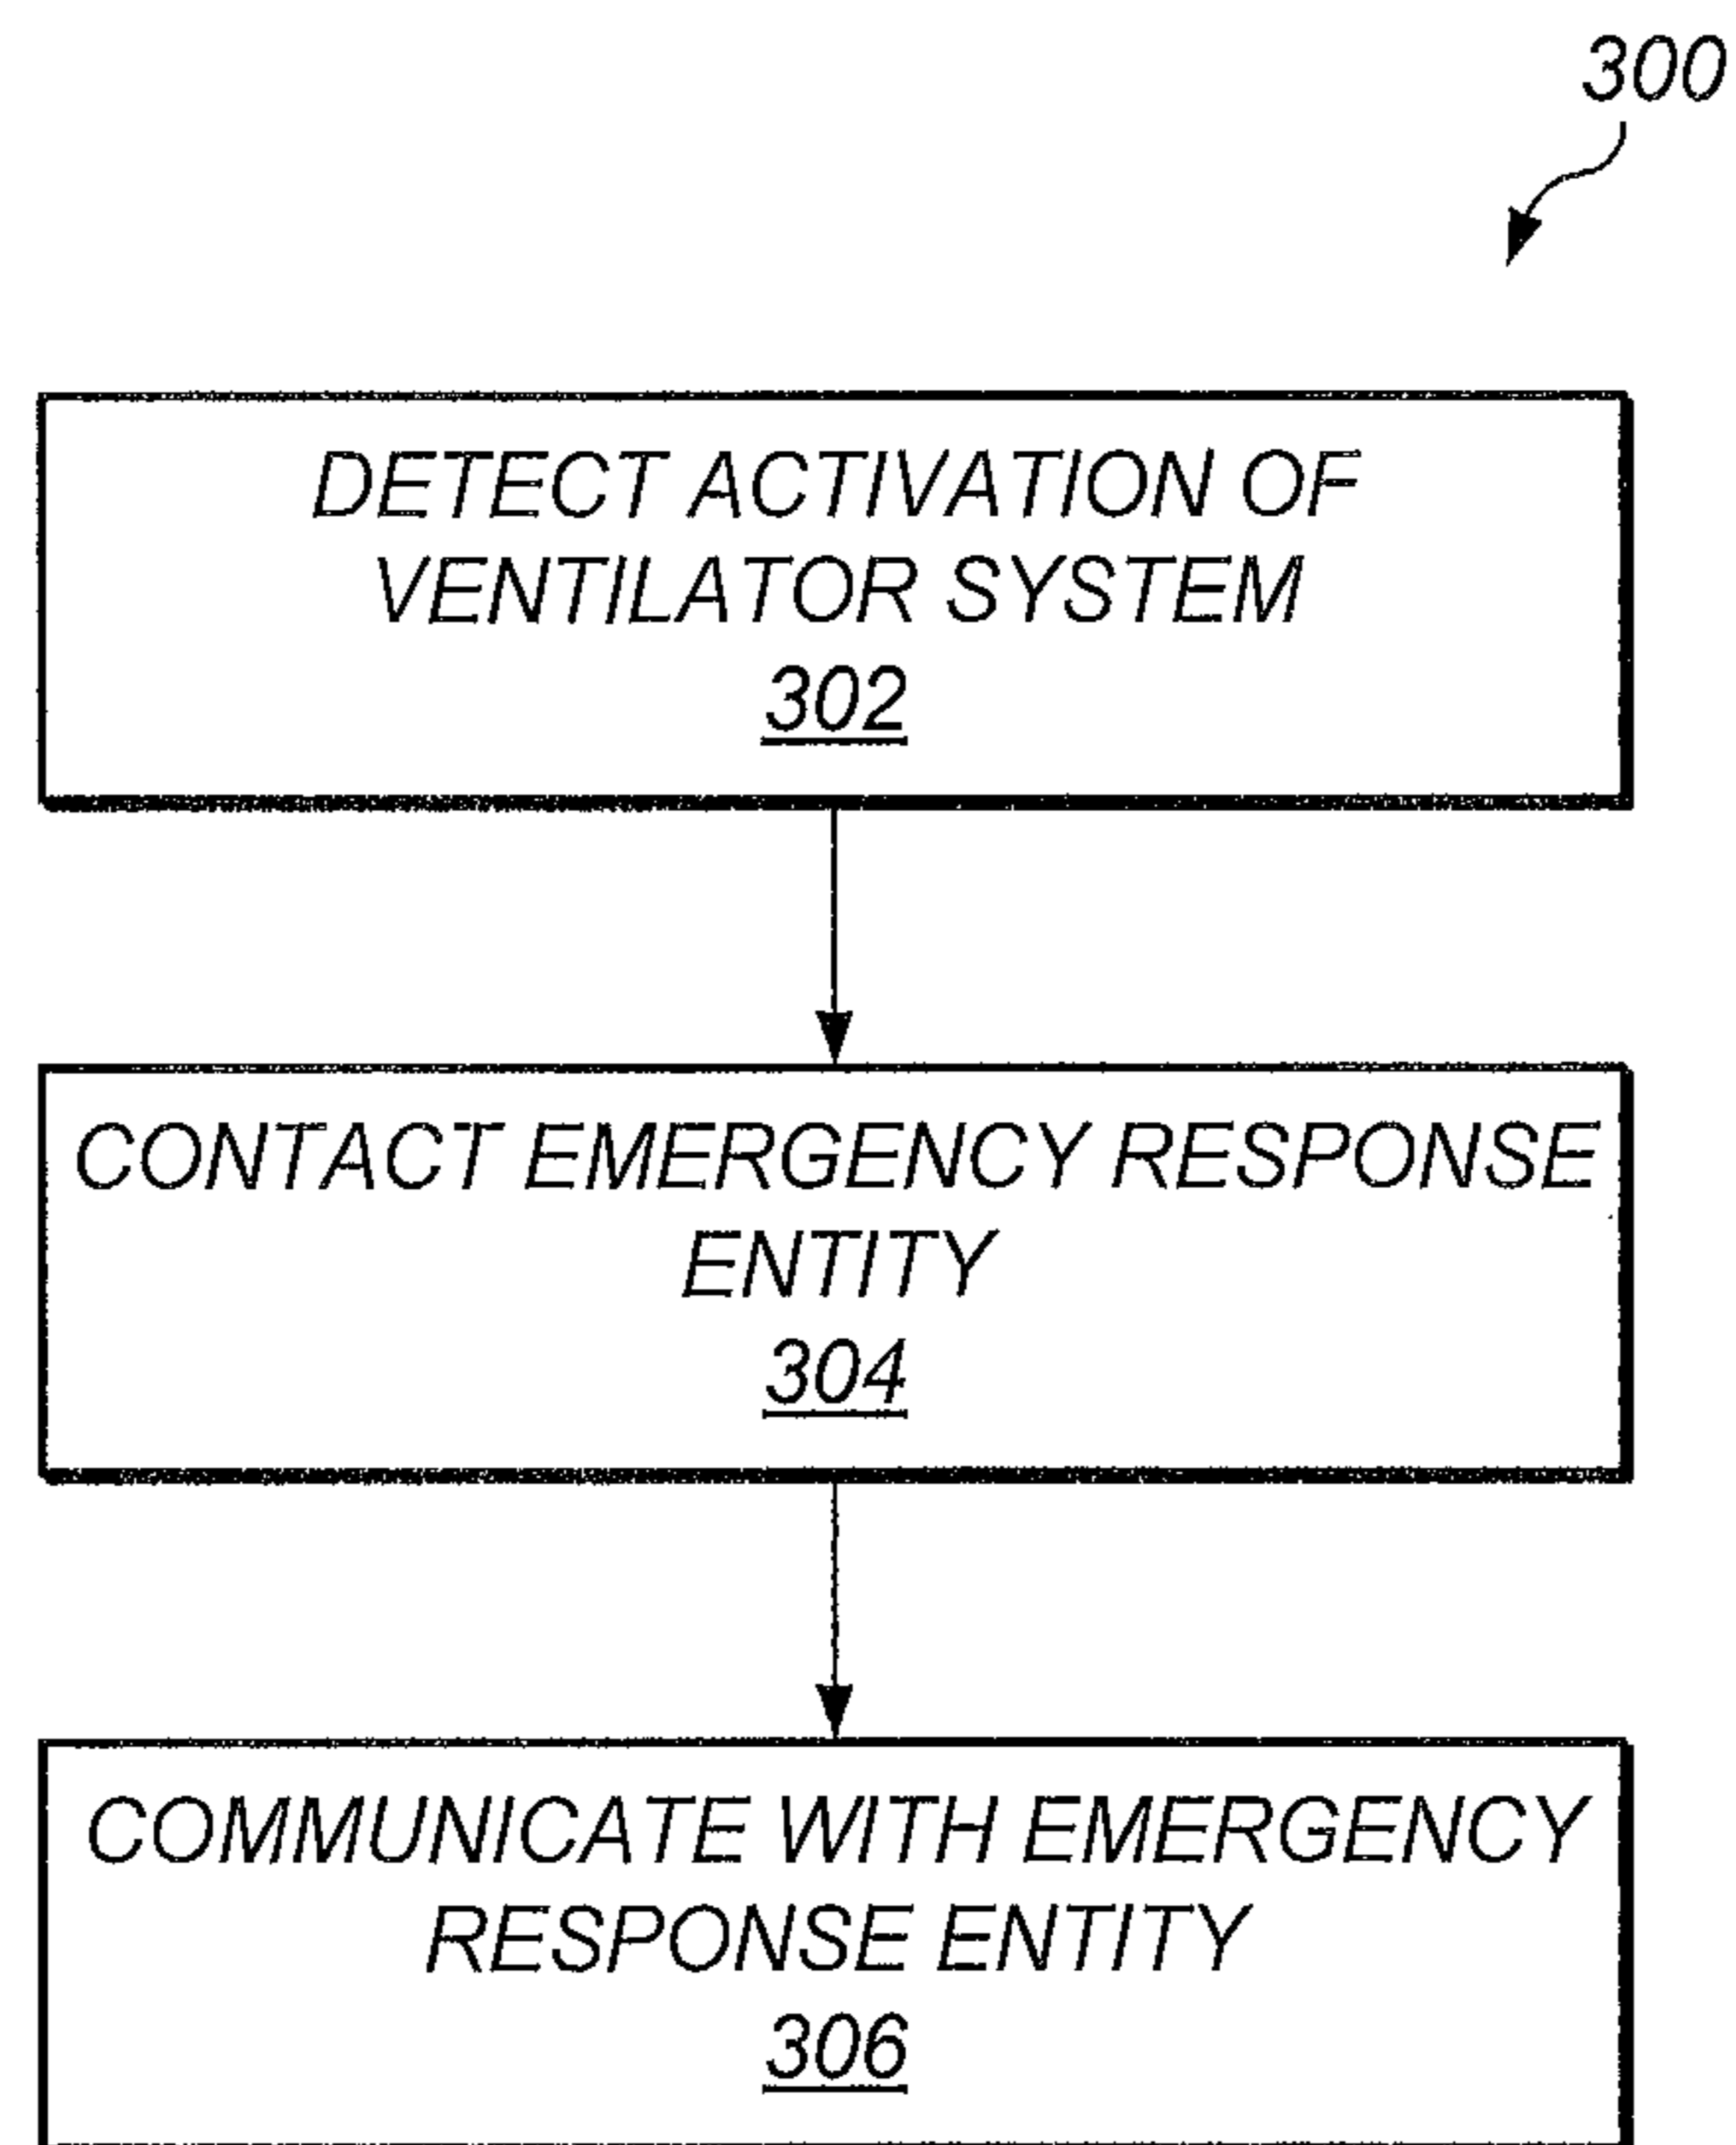 300
DETECT ACTIVATION OF
VENTILATOR SYSTEM
302
CONTACT EMERGENCY RESPONSE
ENTITY
304
COMMUNICATE WITH EMERGENCY
RESPONSE ENTITY
306